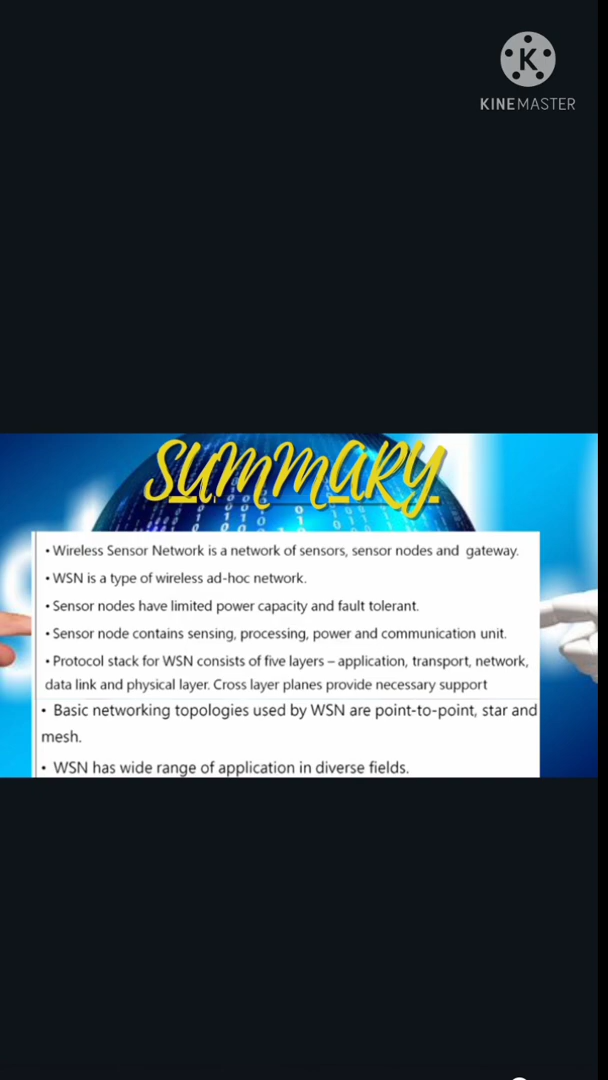 KINEMASTER
SUMMARY
• Wireless Sensor Network is a network of sensors, sensor nodes and gateway.
• WSN is a type of wireless ad-hoc network.
• Sensor nodes have limited power capacity and fault tolerant.
• Sensor node contains sensing, processing, power and communication unit.
• Protocol stack for WSN consists of five layers – application, transport, network,
data link and physical layer. Cross layer planes provide necessary support
• Basic networking topologies used by WSN are point-to-point, star and
mesh.
• WSN has wide range of application in diverse fields.